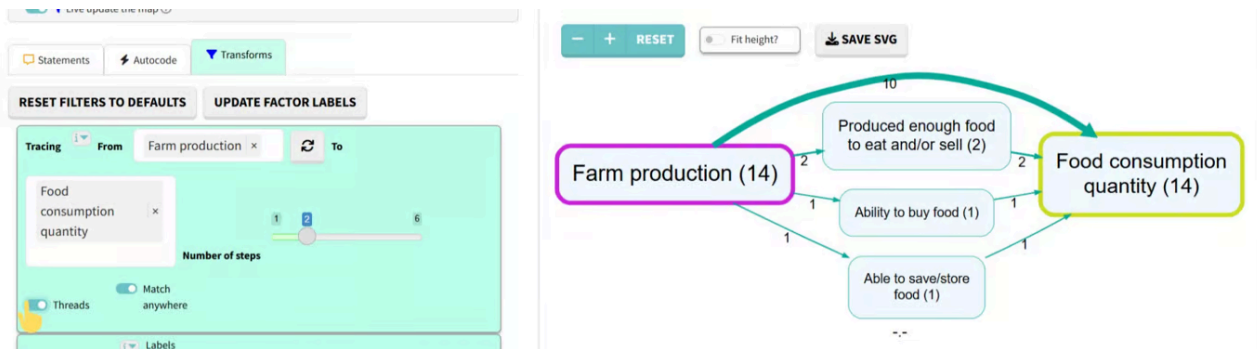 Live update the map
Statements
Autocode
Transforms
RESET FILTERS TO DEFAULTS
UPDATE FACTOR LABELS
Tracing
From
Farm production ×
To
Food
consumption
quantity
×
1
2
6
Number of steps
Threads
Match
anywhere
Labels
RESET
Fit height?
SAVE SVG
10
Produced enough food
to eat and/or sell (2)
Farm production (14)
2
2
Food consumption
quantity (14)
1
Ability to buy food (1)
1
1
Able to save/store
food (1)
1
-.-